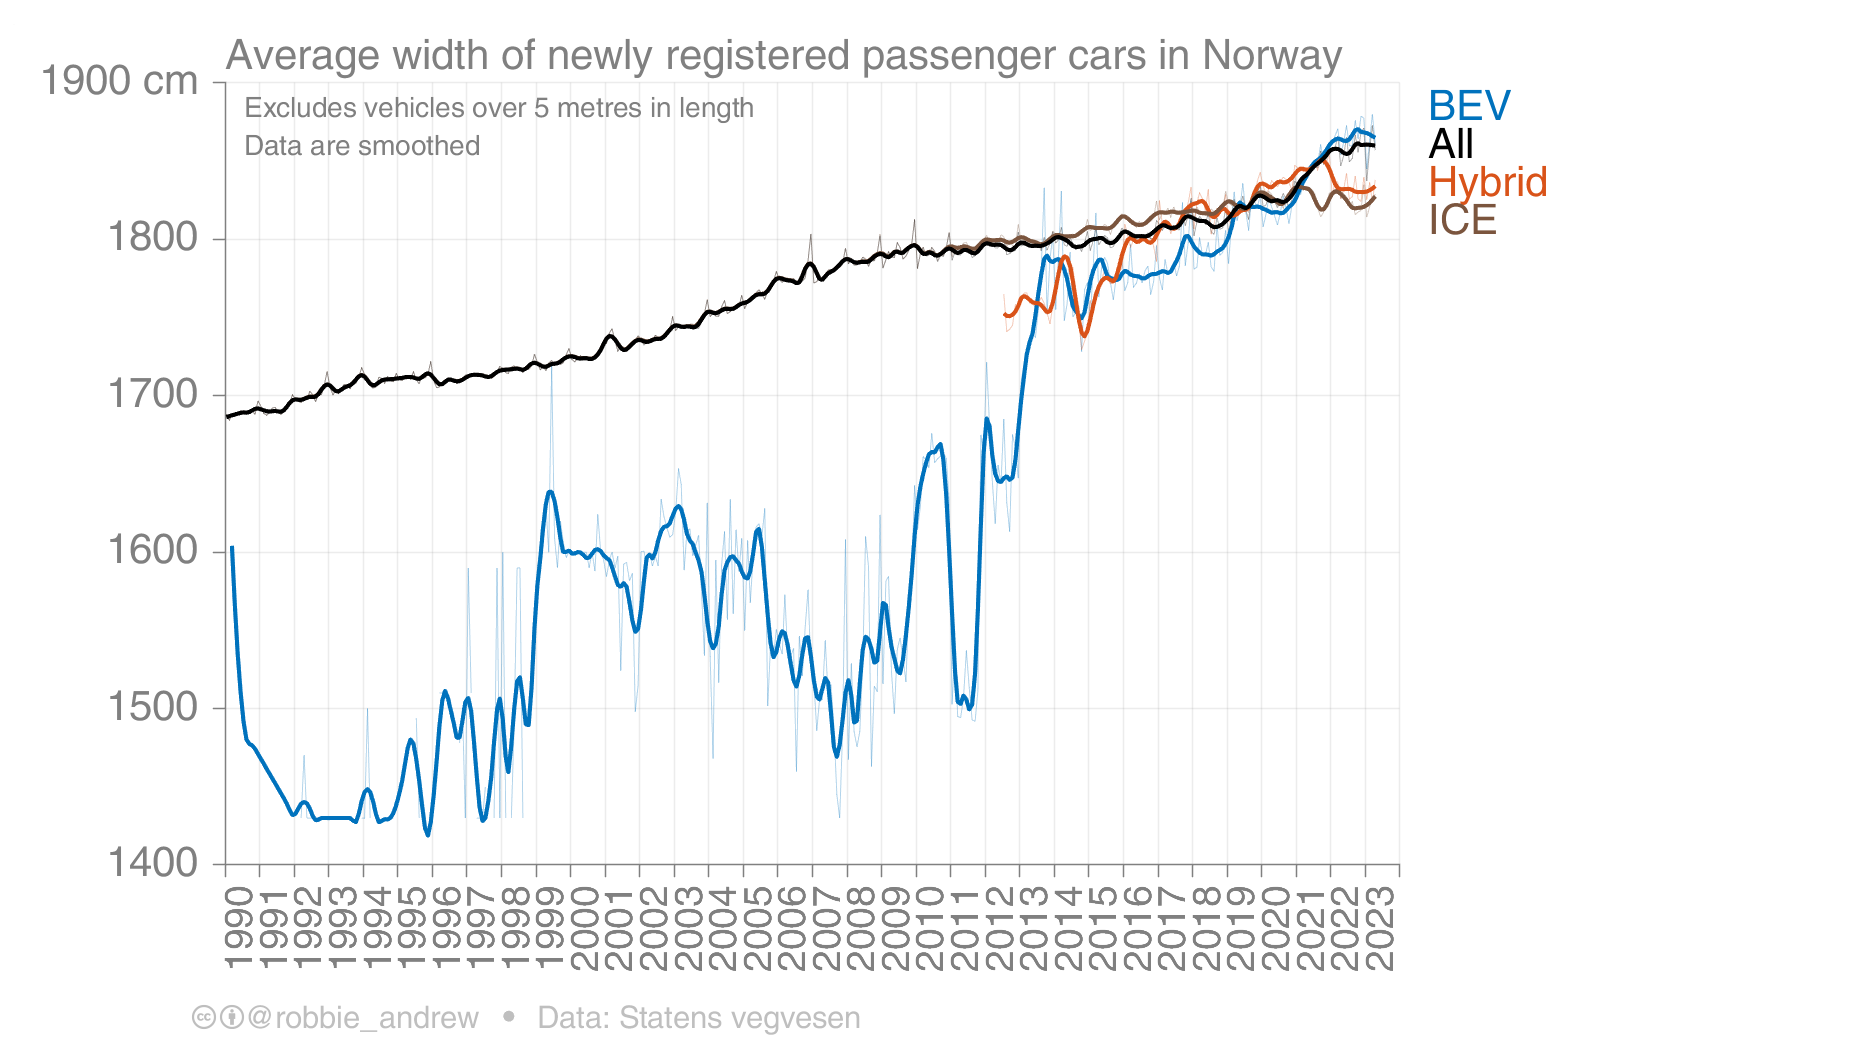 Average width of newly registered passenger cars in Norway
1900 cm
Excludes vehicles over 5 metres in length
Data are smoothed
BEV
All
Hybrid
ICE
1800
1700
1600
1500
1400
1990 1991 1992 1993 1994 1995 1996 1997 1998 1999 2000 2001 2002 2003 2004 2005 2006 2007 2008 2009 2010 2011 2012 2013 2014 2015 2016 2017 2018 2019 2020 2021 2022 2023
cc @robbie_andrew • Data: Statens vegvesen